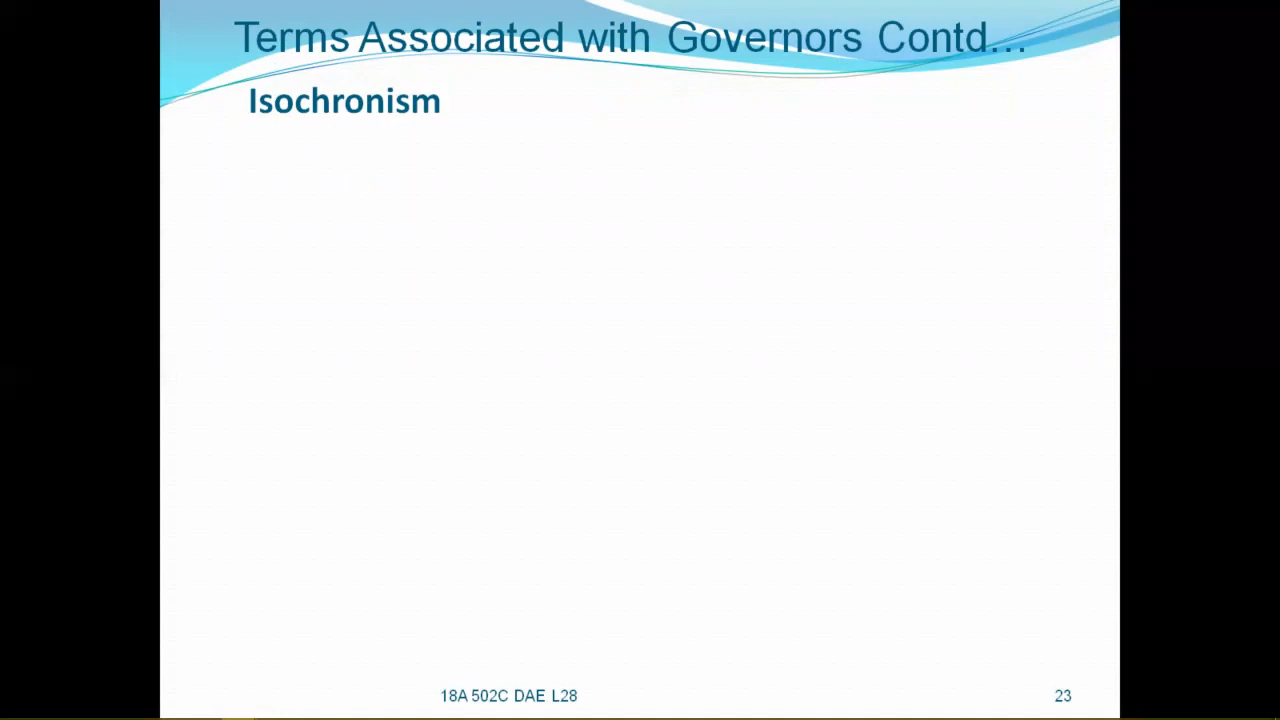 Terms Associated with Governors Contd...
Isochronism
18A 502C DAE L28
23